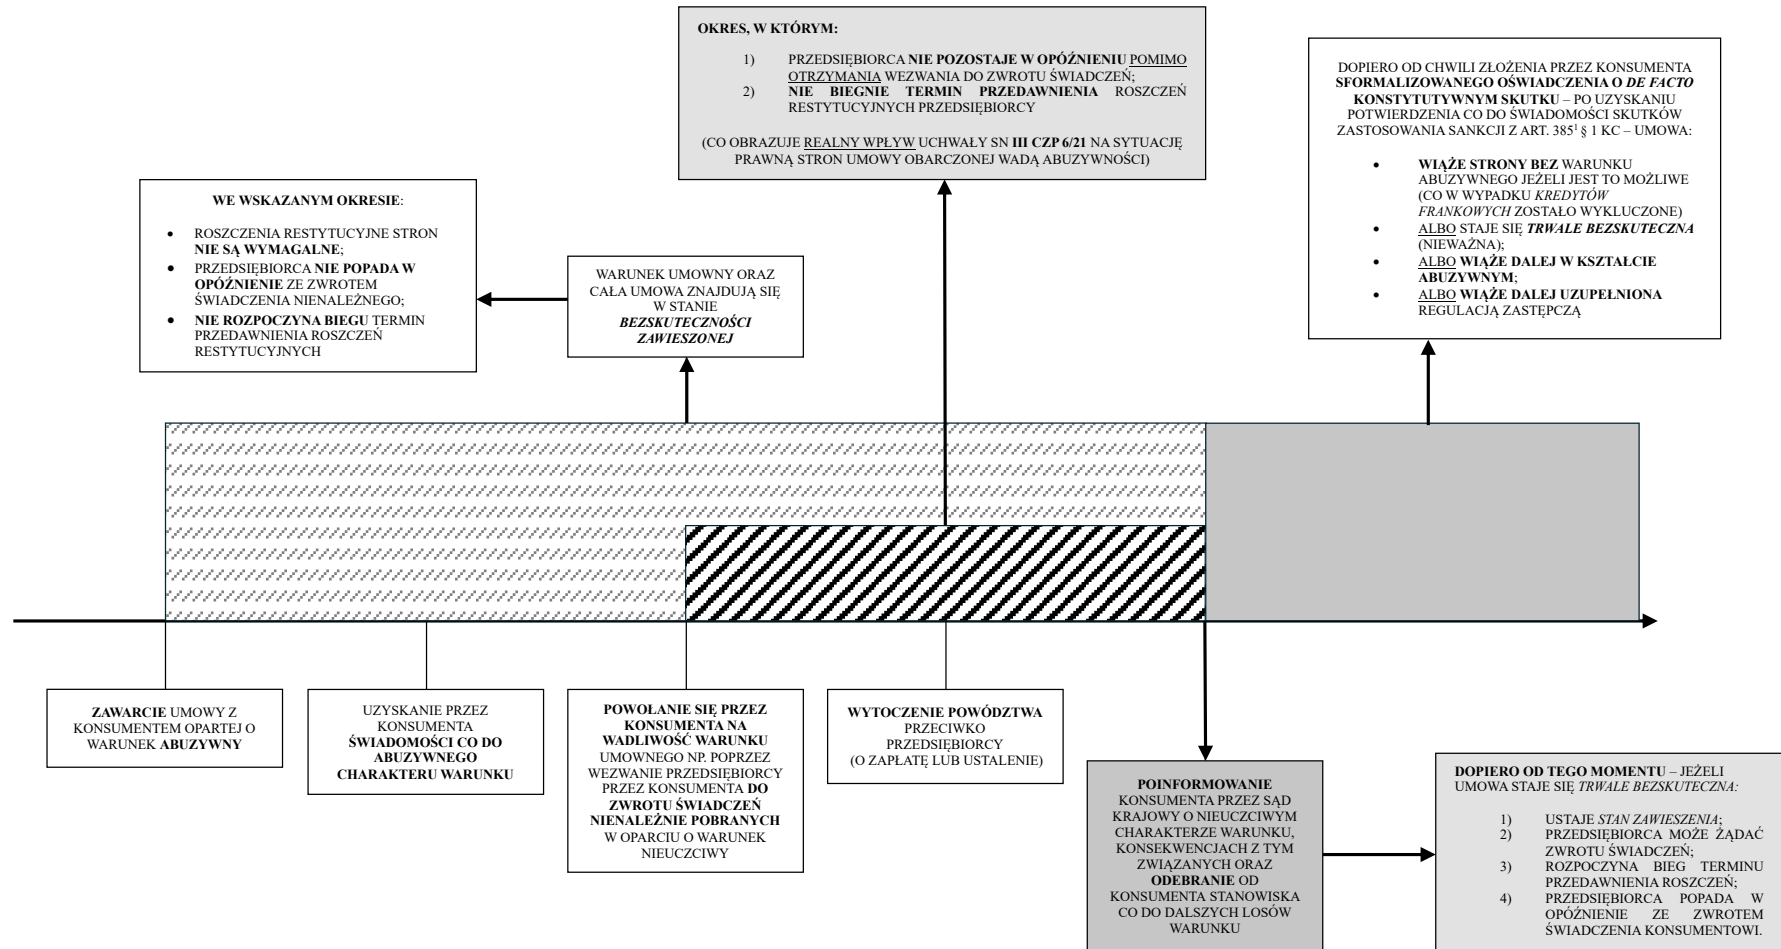 OKRES, W KTÓRYM:
1) PRZEDSIĘBIORCA NIE POZOSTAJE W OPÓŹNIENIU POMIMO
OTRZYMANIA WEZWANIA DO ZWROTU ŚWIADCZEŃ;
2) NIE BIEGNIE TERMIN PRZEDAWNIENIA ROSZCZEŃ
RESTYTUCYJNYCH PRZEDSIĘBIORCY
(CO OBRAZUJE REALNY WPŁYW UCHWAŁY SN III CZP 6/21 NA SYTUACJĘ
PRAWNĄ STRON UMOWY OBARCZONEJ WADĄ ABUZYWNOŚCI)
DOPIERO OD CHWILI ZŁOŻENIA PRZEZ KONSUMENTA
SFORMALIZOWANEGO OŚWIADCZENIA O DE FACTO
KONSTYTUTYWNYM SKUTKU – PO UZYSKANIU
POTWIERDZENIA CO DO ŚWIADOMOŚCI SKUTKÓW
ZASTOSOWANIA SANKCJI Z ART. 385¹ § 1 KC – UMOWA:
• WIĄŻE STRONY BEZ WARUNKU
ABUZYWNEGO JEŻELI JEST TO MOŻLIWE
(CO W WYPADKU KREDYTÓW
FRANKOWYCH ZOSTAŁO WYKLUCZONE)
• ALBO STAJE SIĘ TRWALE BEZSKUTECZNA
(NIEWAŻNA);
• ALBO WIĄŻE DALEJ W KSZTAŁCIE
ABUZYWNYM;
• ALBO WIĄŻE DALEJ UZUPEŁNIONA
REGULACJĄ ZASTĘPCZĄ
WE WSKAZANYM OKRESIE:
• ROSZCZENIA RESTYTUCYJNE STRON
NIE SĄ WYMAGALNE;
• PRZEDSIĘBIORCA NIE POPADA W
OPÓŹNIENIE ZE ZWROTEM
ŚWIADCZENIA NIENALEŻNEGO;
• NIE ROZPOCZYNA BIEGU TERMIN
PRZEDAWNIENIA ROSZCZEŃ
RESTYTUCYJNYCH
WARUNEK UMOWNY ORAZ
CAŁA UMOWA ZNAJDUJĄ SIĘ
W STANIE
BEZSKUTECZNOŚCI
ZAWIESZONEJ
ZAWARCIE UMOWY Z
KONSUMENTEM OPARTEJ O
WARUNEK ABUZYWNY
UZYSKANIE PRZEZ
KONSUMENTA
ŚWIADOMOŚCI CO DO
ABUZYWNEGO
CHARAKTERU WARUNKU
POWOŁANIE SIĘ PRZEZ
KONSUMENTA NA
WADLIWOŚĆ WARUNKU
UMOWNEGO NP. POPRZEZ
WEZWANIE PRZEDSIĘBIORCY
PRZEZ KONSUMENTA DO
ZWROTU ŚWIADCZEŃ
NIENALEŻNIE POBRANYCH
W OPARCIU O WARUNEK
NIEUCZCIWY
WYTOCZENIE POWÓDZTWA
PRZECIWKO
PRZEDSIĘBIORCY
(O ZAPŁATĘ LUB USTALENIE)
POINFORMOWANIE
KONSUMENTA PRZEZ SĄD
KRAJOWY O NIEUCZCIWYM
CHARAKTERZE WARUNKU,
KONSEKWENCJACH Z TYM
ZWIĄZANYCH ORAZ
ODEBRANIE OD
KONSUMENTA STANOWISKA
CO DO DALSZYCH LOSÓW
WARUNKU
DOPIERO OD TEGO MOMENTU – JEŻELI
UMOWA STAJE SIĘ TRWALE BEZSKUTECZNA:
1) USTAJE STAN ZAWIESZENIA;
2) PRZEDSIĘBIORCA MOŻE ŻĄDAĆ
ZWROTU ŚWIADCZEŃ;
3) ROZPOCZYNA BIEG TERMINU
PRZEDAWNIENIA ROSZCZEŃ;
4) PRZEDSIĘBIORCA POPADA W
OPÓŹNIENIE ZE ZWROTEM
ŚWIADCZENIA KONSUMENTOWI.